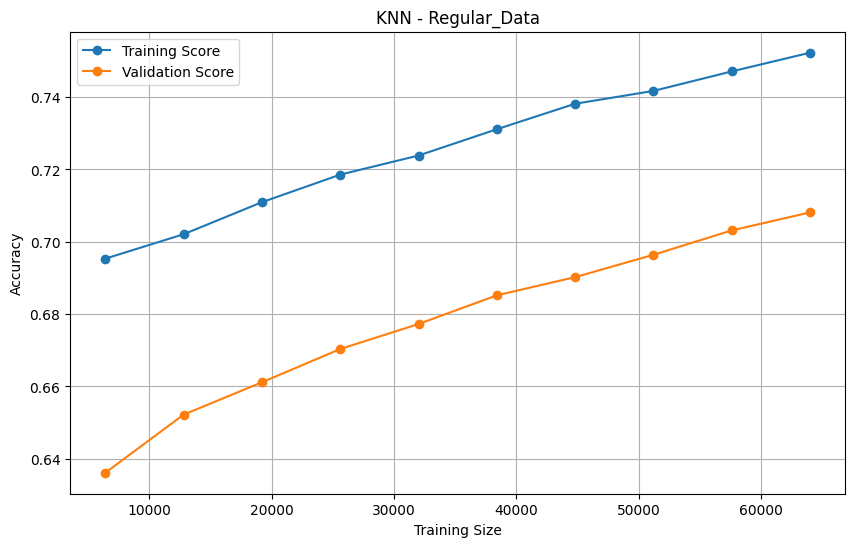 KNN - Regular_Data
Training Score
Validation Score
Accuracy
0.74
0.72
0.70
0.68
0.66
0.64
10000 20000 30000 40000 50000 60000
Training Size